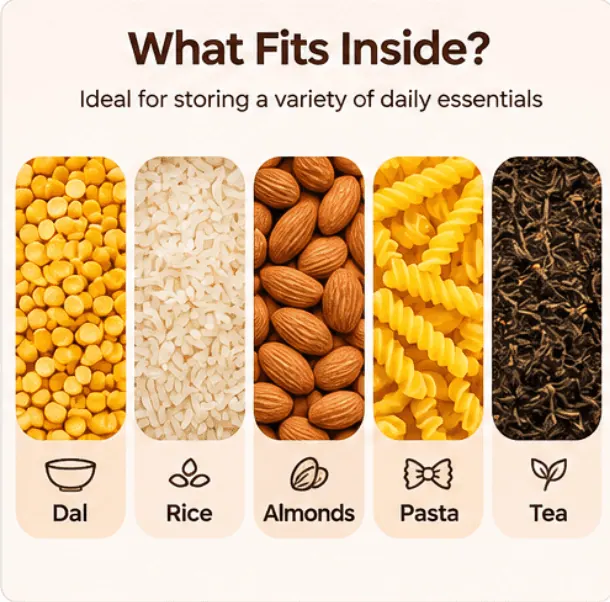 What Fits Inside?
Ideal for storing a variety of daily essentials
Dal
Rice
Almonds
Pasta
Tea